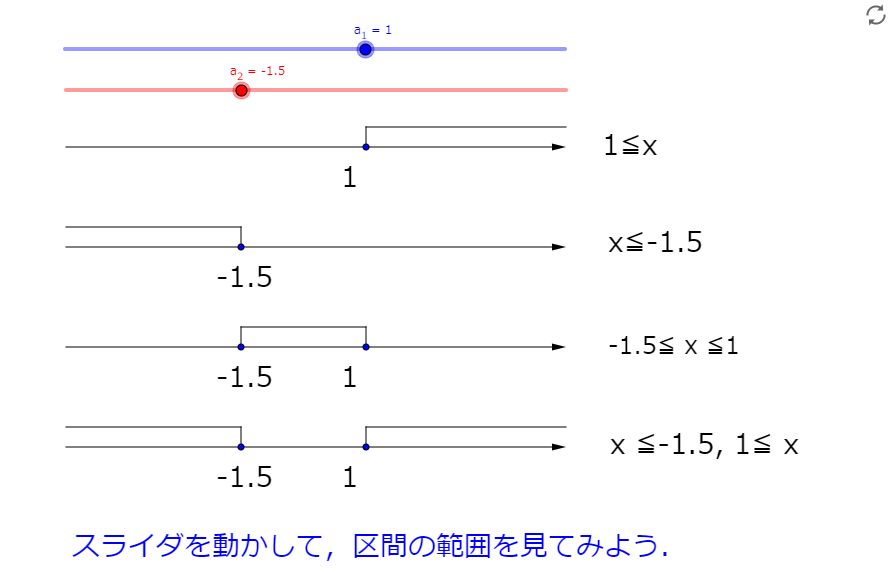 a₁ = 1
a₂ = -1.5
1≦x
1
x≦-1.5
-1.5
-1.5≦ x ≦1
-1.5 1
x ≦-1.5, 1≦ x
-1.5 1
スライダを動かして，区間の範囲を見てみよう.